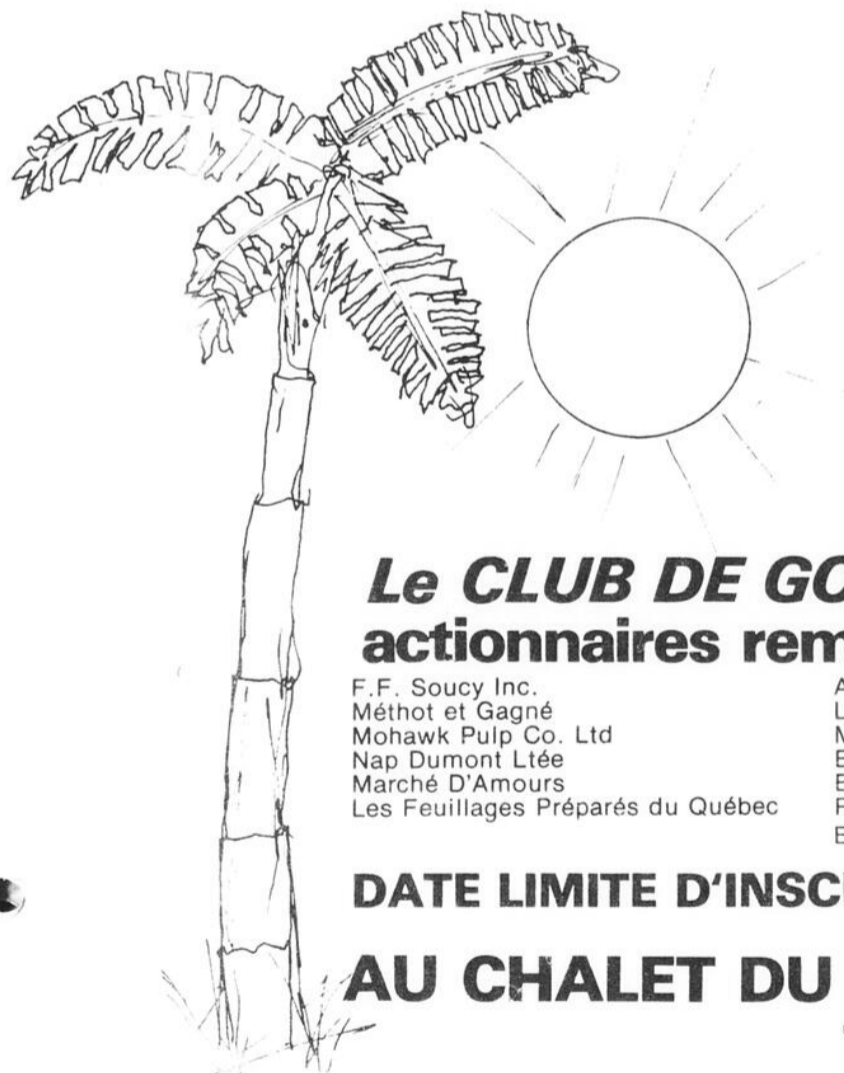 Le CLUB DE GO
actionnaires rem
F.F. Soucy Inc.
Méthot et Gagné
Mohawk Pulp Co. Ltd
Nap Dumont Ltée
Marché D'Amours
Les Feuillages Préparés du Québec
DATE LIMITE D'INSC
AU CHALET DU